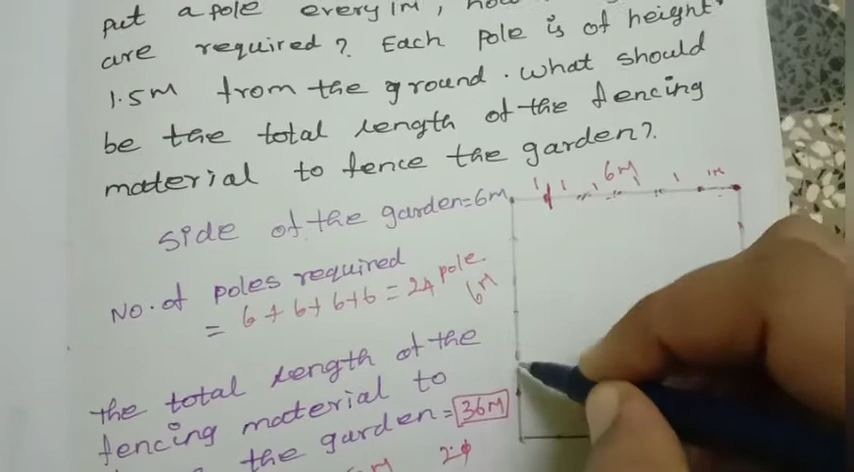 put a pole every 1M,
are required? Each pole is of height
1.5M from the ground. what should
be the total length of the fencing
material to fence the garden?
side of the garden=6M
6M
1M
No. of poles required
= 6+6+6+6=24 pole.
6M
the total length of the
fencing material to
the garden=36M